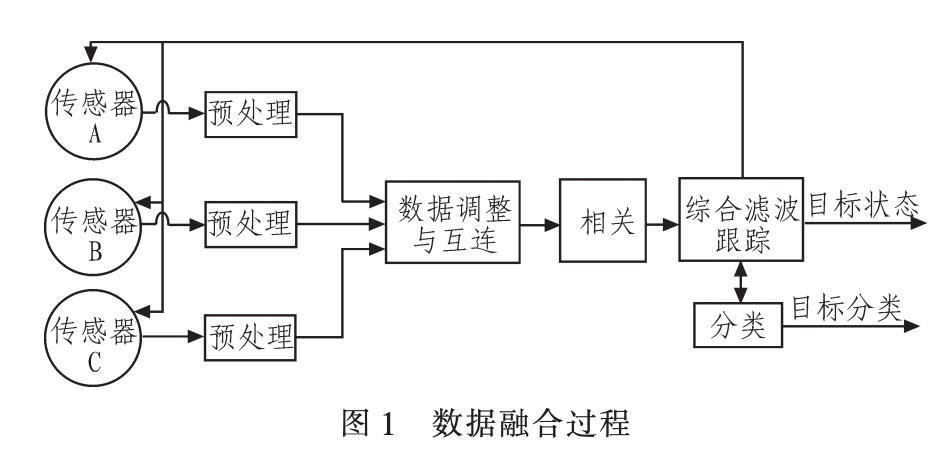 传感器
A
预处理
传感器
B
预处理
传感器
C
预处理
数据调整
与互连
相关
综合滤波
跟踪
目标状态
分类
目标分类
图1 数据融合过程